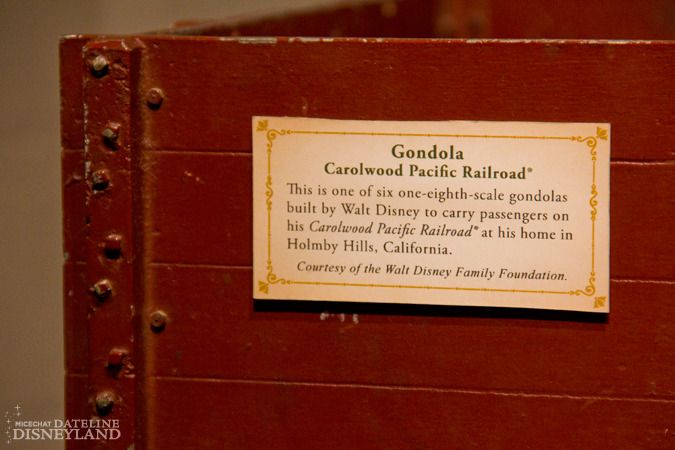 Gondola
Carolwood Pacific Railroad®
This is one of six one-eighth-scale gondolas
built by Walt Disney to carry passengers on
his Carolwood Pacific Railroad® at his home in
Holmby Hills, California.
Courtesy of the Walt Disney Family Foundation.
MICECHAT DATELINE
DISNEYLAND